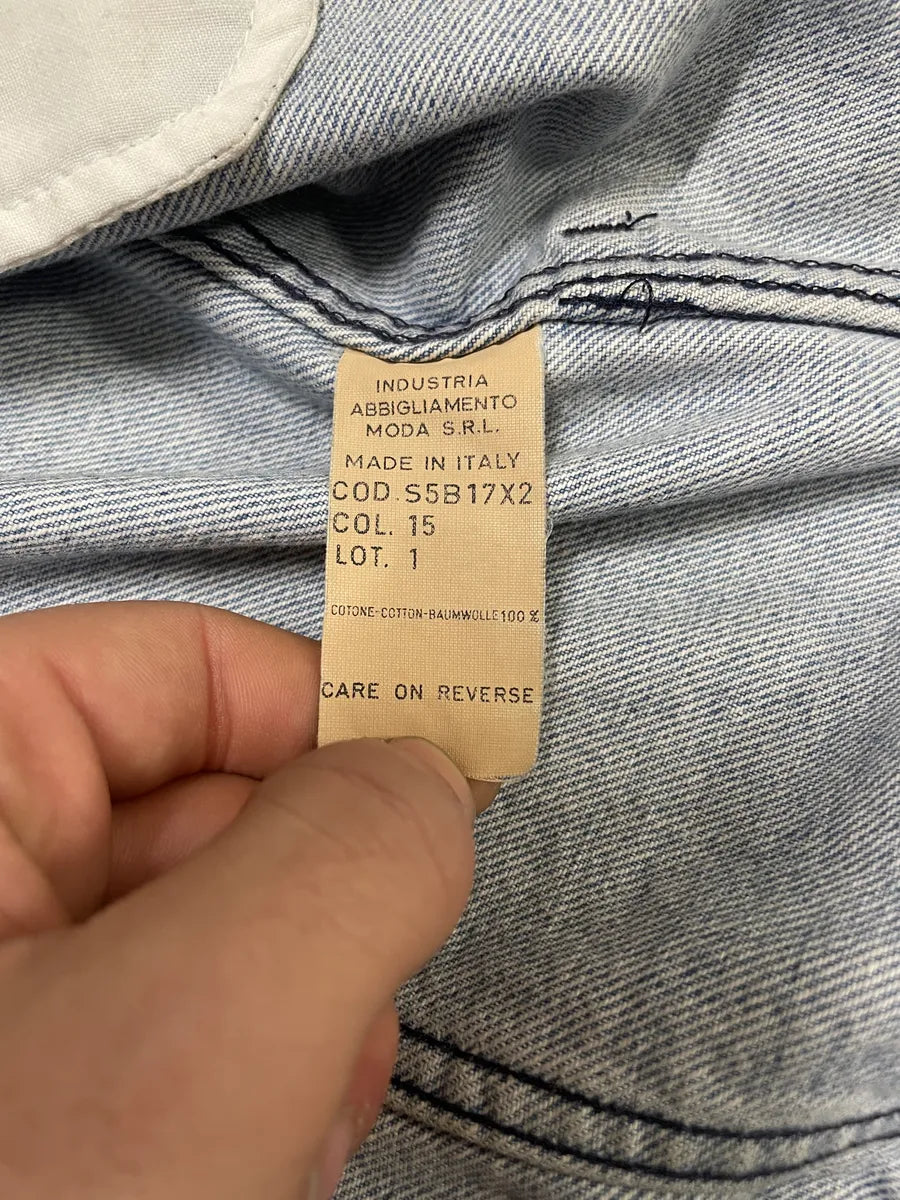 INDUSTRIA
ABBIGLIAMENTO
MODA S.R.L.
MADE IN ITALY
COD. S5B17X2
COL. 15
LOT. 1
COTONE-COTTON-BAUMWOLLE 100 %
CARE ON REVERSE